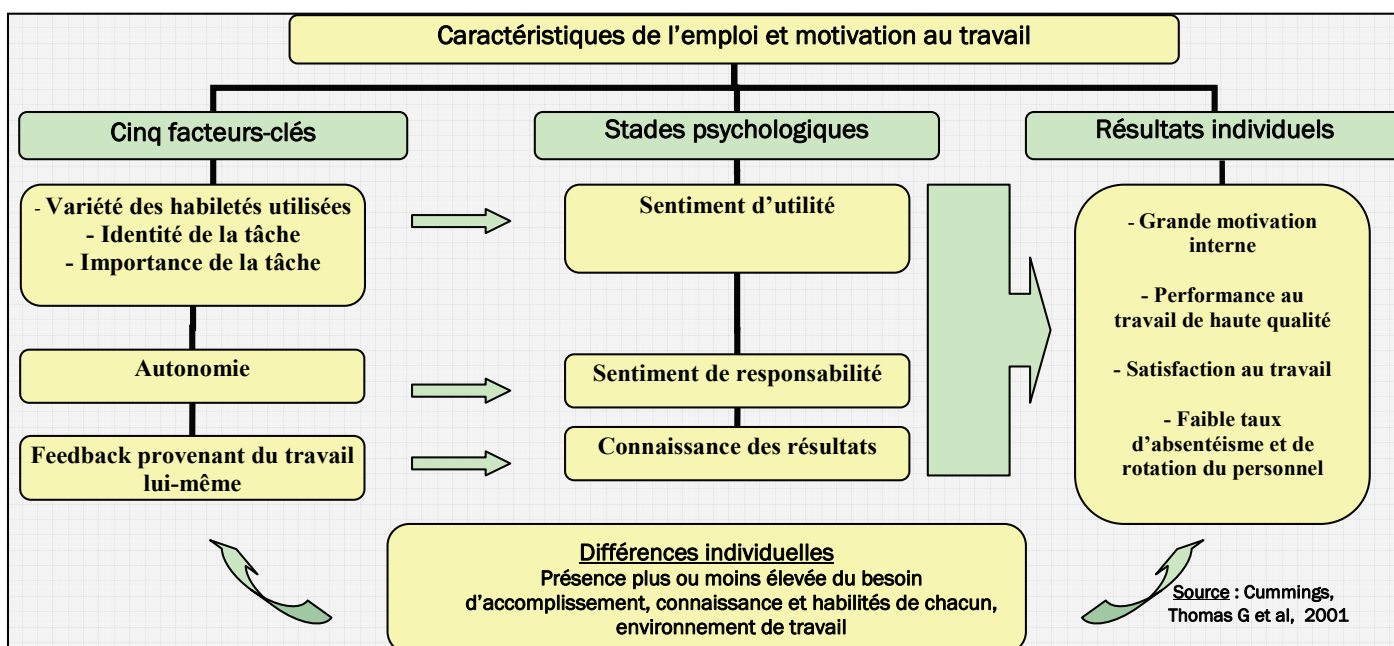 Caractéristiques de l'emploi et motivation au travail
Cinq facteurs-clés
Stades psychologiques
Résultats individuels
- Variété des habiletés utilisées
- Identité de la tâche
- Importance de la tâche
Sentiment d'utilité
Autonomie
Sentiment de responsabilité
Feedback provenant du travail
lui-même
Connaissance des résultats
- Grande motivation
interne
- Performance au
travail de haute qualité
- Satisfaction au travail
- Faible taux
d'absentéisme et de
rotation du personnel
Différences individuelles
Présence plus ou moins élevée du besoin
d'accomplissement, connaissance et habilités de chacun,
environnement de travail
Source : Cummings,
Thomas G et al, 2001